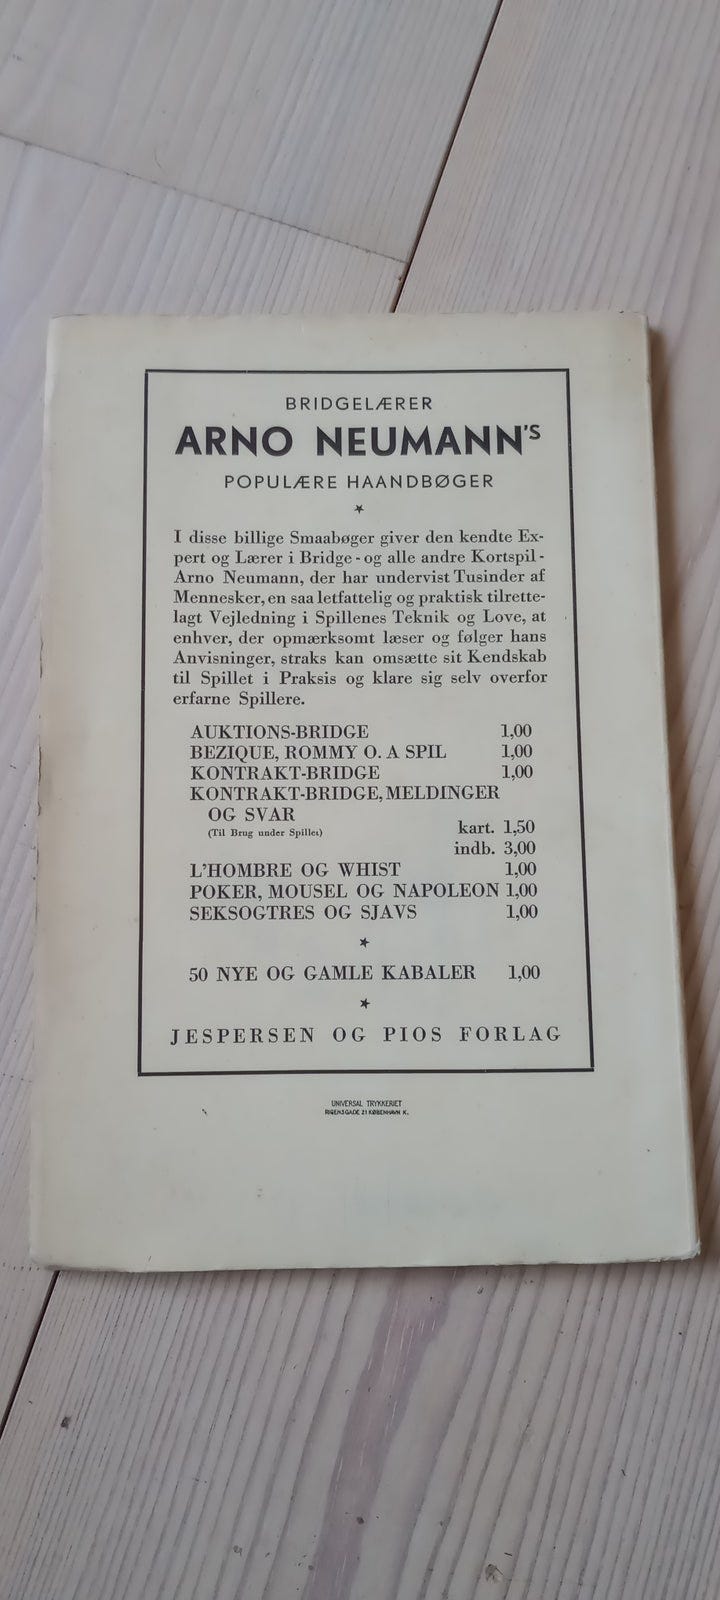 BRIDGELÆRER
ARNO NEUMANN'S
POPULÆRE HAANDBØGER
I disse billige Smaabøger giver den kendte Ex-
pert og Lærer i Bridge - og alle andre Kortspil -
Arno Neumann, der har undervist Tusinder af
Mennesker, en saa letfattelig og praktisk tilrette-
lagt Vejledning i Spillenes Teknik og Love, at
enhver, der opmærksomt læser og følger hans
Anvisninger, straks kan omsætte sit Kendskab
til Spillet i Praksis og klare sig selv overfor
erfarne Spillere.
AUKTIONS-BRIDGE 1,00
BEZIQUE, ROMMY O. A SPIL 1,00
KONTRAKT-BRIDGE 1,00
KONTRAKT-BRIDGE, MELDINGER
OG SVAR
(Til Brug under Spillet) kart. 1,50
indb. 3,00
L'HOMBRE OG WHIST 1,00
POKER, MOUSEL OG NAPOLEON 1,00
SEKSOGTRES OG SJAVS 1,00
50 NYE OG GAMLE KABALER 1,00
JESPERSEN OG PIOS FORLAG
UNIVERSAL TRYKKERIET
RIGENSGADE 21 KØBENHAVN K.